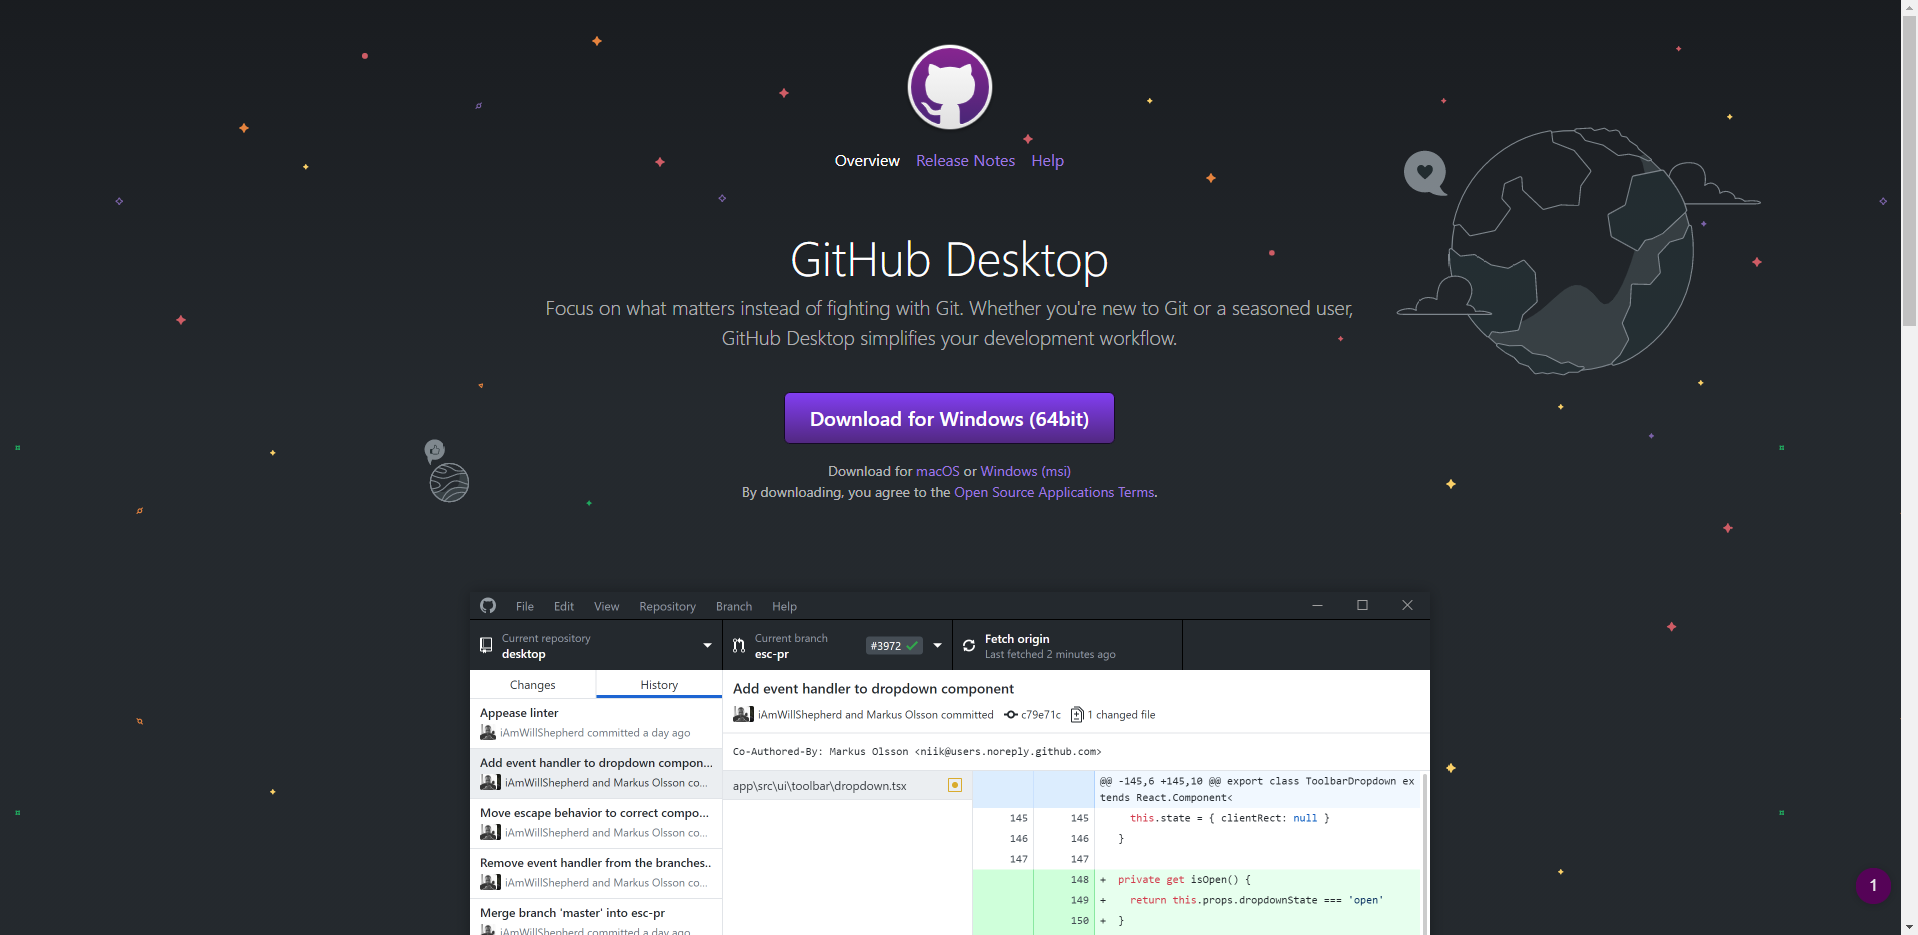 Overview Release Notes Help
GitHub Desktop
Focus on what matters instead of fighting with Git. Whether you're new to Git or a seasoned user,
GitHub Desktop simplifies your development workflow.
Download for Windows (64bit)
Download for macOS or Windows (msi)
By downloading, you agree to the Open Source Applications Terms.
File Edit View Repository Branch Help
Current repository
desktop
Current branch
esc-pr
#3972
Fetch origin
Last fetched 2 minutes ago
Changes History
Appease linter
iAmWillShepherd committed a day ago
Add event handler to dropdown compon...
iAmWillShepherd and Markus Olsson co...
Move escape behavior to correct compo...
iAmWillShepherd and Markus Olsson co...
Remove event handler from the branches..
iAmWillShepherd and Markus Olsson co...
Merge branch 'master' into esc-pr
iAmWillShepherd committed a day ago
Add event handler to dropdown component
iAmWillShepherd and Markus Olsson committed c79e71c 1 changed file
Co-Authored-By: Markus Olsson <niik@users.noreply.github.com>
app\src\ui\toolbar\dropdown.tsx
@@ -145,6 +145,10 @@ export class ToolbarDropdown ex
tends React.Component<
145 145 this.state = { clientRect: null }
146 146 }
147 147
148 + private get isOpen() {
149 + return this.props.dropdownState === 'open'
150 + }
1